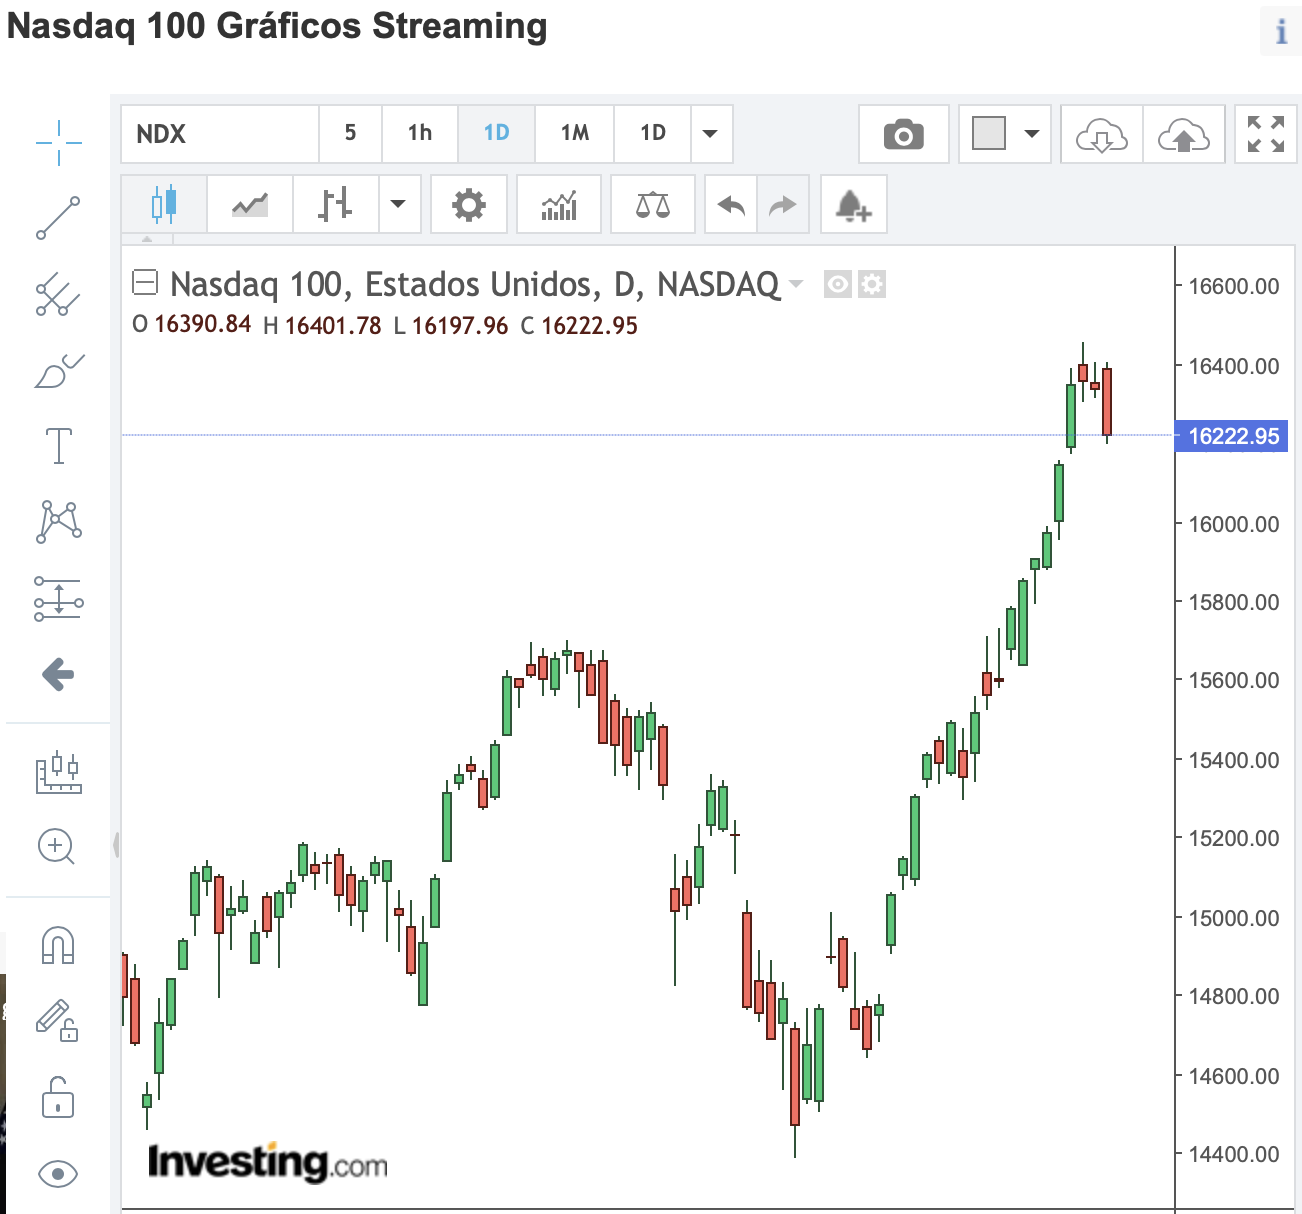 Nasdaq 100 Gráficos Streaming
NDX 5 1h 1D 1M 1D
Nasdaq 100, Estados Unidos, D, NASDAQ
O 16390.84 H 16401.78 L 16197.96 C 16222.95
16600.00
16400.00
16222.95
16000.00
15800.00
15600.00
15400.00
15200.00
15000.00
14800.00
14600.00
14400.00
Investing.com